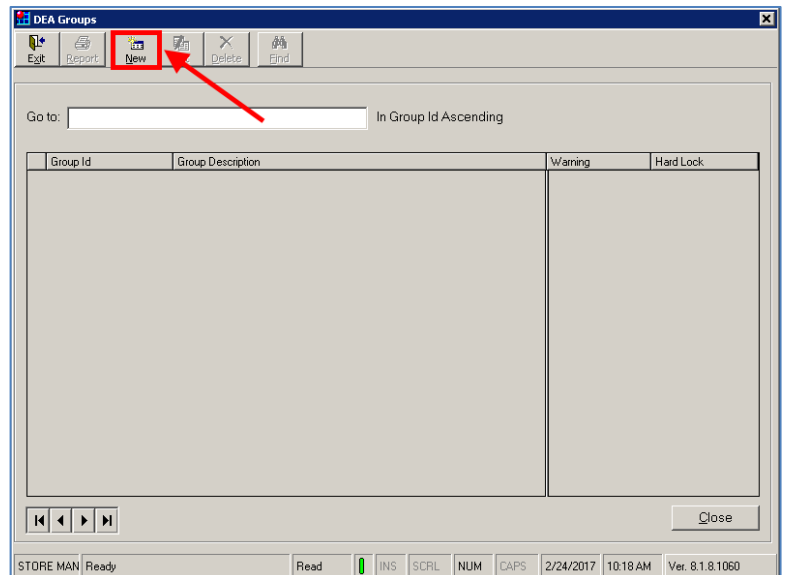 DEA Groups
Exit Report New Delete Find
Go to: In Group Id Ascending
Group Id Group Description Warning Hard Lock
Close
STORE MAN Ready Read INS SCRL NUM CAPS 2/24/2017 10:18 AM Ver. 8.1.8.1060